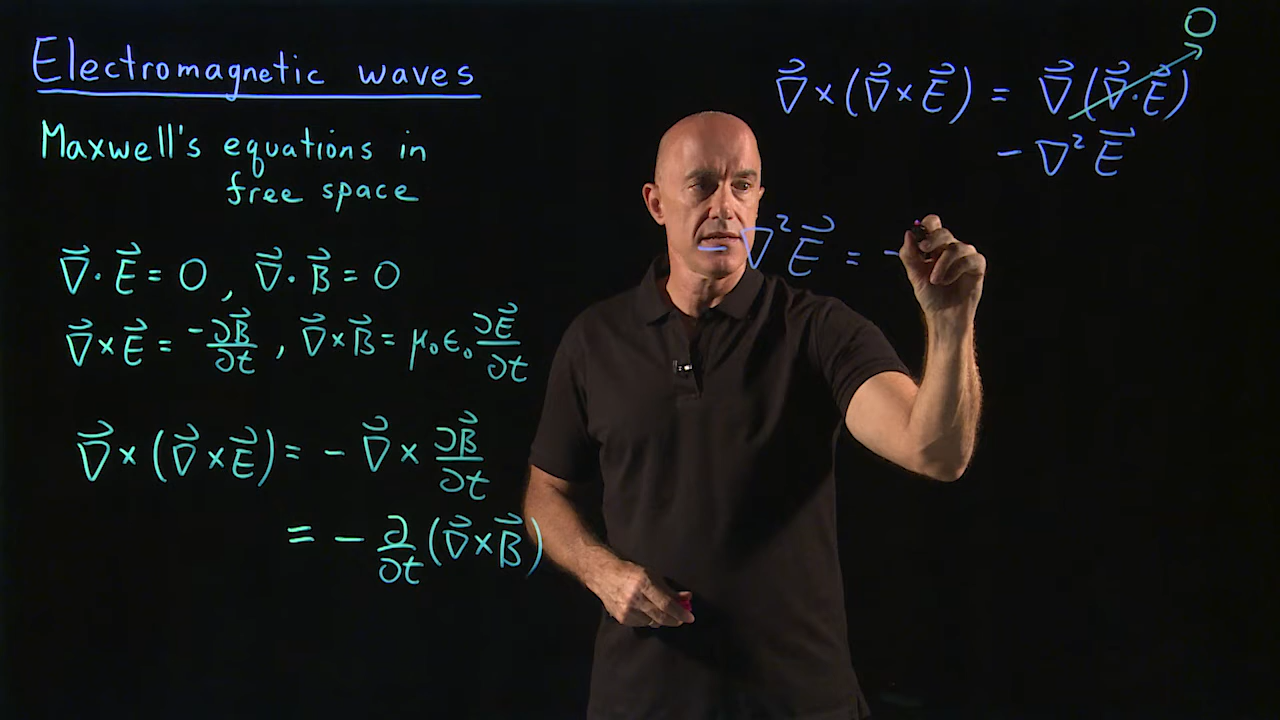 Electromagnetic waves
Maxwell's equations in
free space
∇⃗·E⃗ = 0, ∇⃗·B⃗ = 0
∇⃗×E⃗ = -∂B⃗/∂t, ∇⃗×B⃗ = μ₀ε₀ ∂E⃗/∂t
∇⃗×(∇⃗×E⃗) = -∇⃗×∂B⃗/∂t
= -∂/∂t(∇⃗×B⃗)
0
∇⃗×(∇⃗×E⃗) = ∇⃗(∇⃗·E⃗)
-∇²E⃗
-∇²E⃗ = -